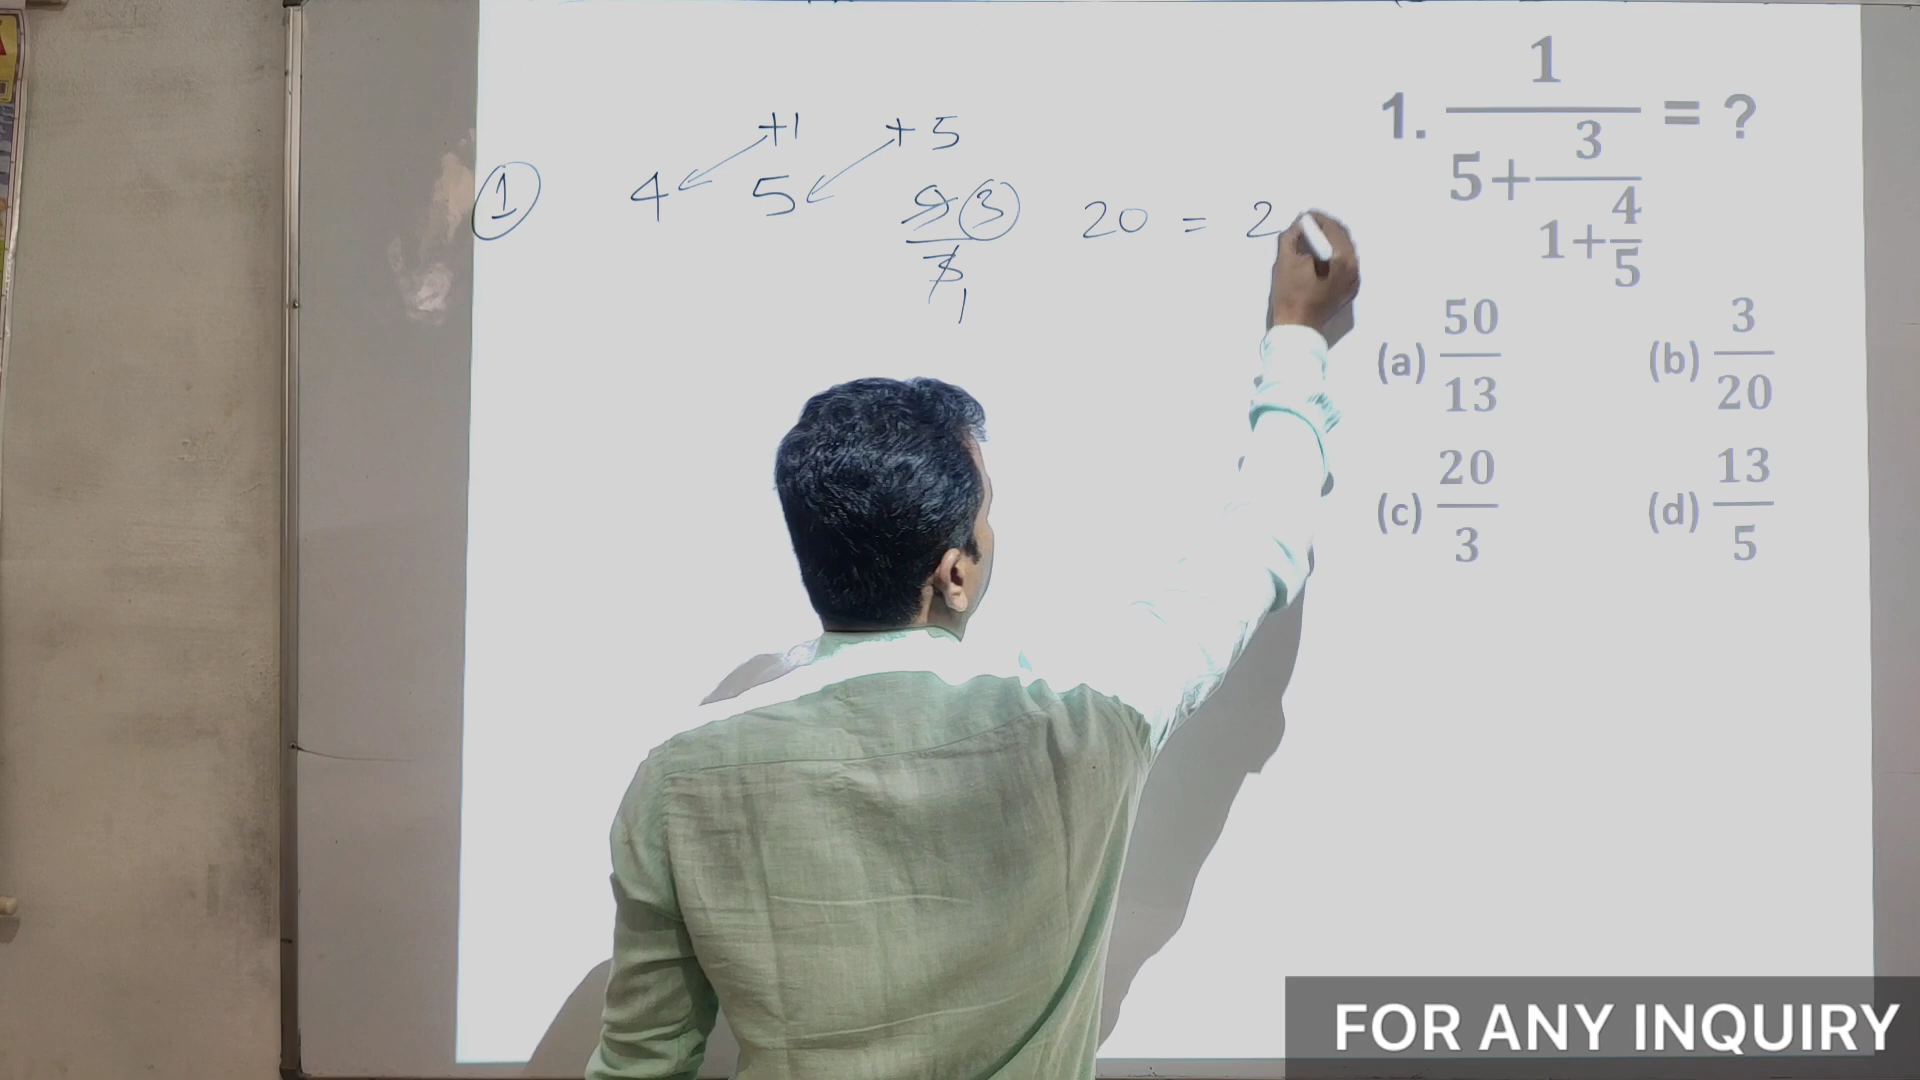 +1 +5
① 4 5 9/3 ③ 20 = 2
1
1. 1/(5+3/(1+4/5)) = ?
(a) 50/13 (b) 3/20
(c) 20/3 (d) 13/5
FOR ANY INQUIRY